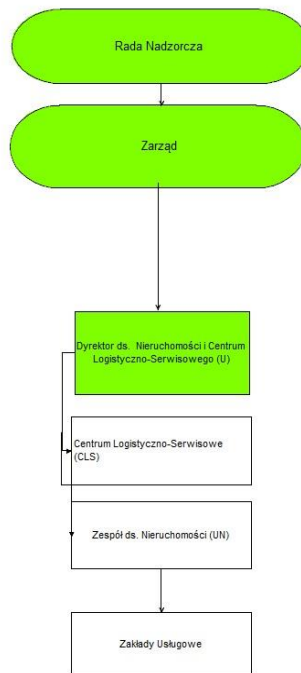 Rada Nadzorcza
Zarząd
Dyrektor ds. Nieruchomości i Centrum
Logistyczno-Serwisowego (U)
Centrum Logistyczno-Serwisowe
(CLS)
Zespół ds. Nieruchomości (UN)
Zakłady Usługowe